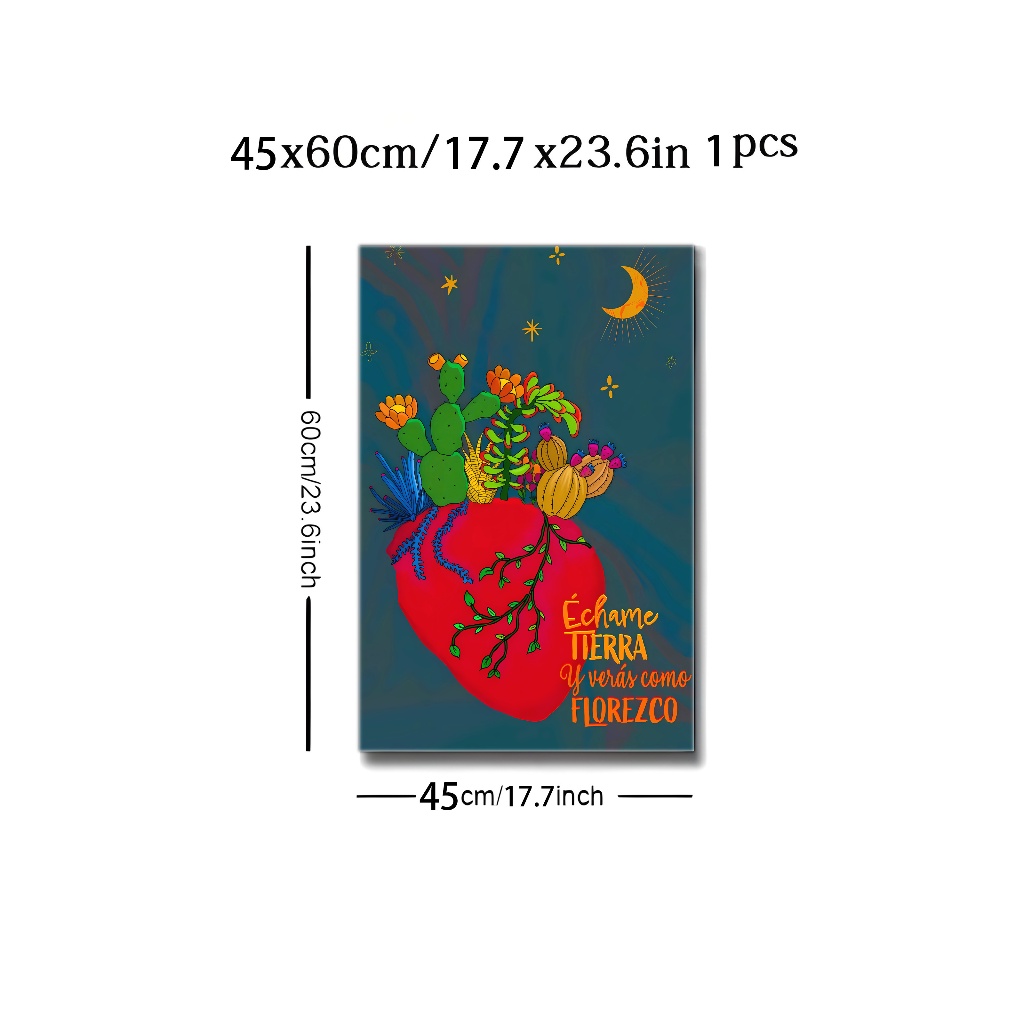 45x60cm/17.7 x23.6in 1pcs
60cm/23.6inch
Échame
TIERRA
Y verás como
FLOREZCO
45cm/17.7inch